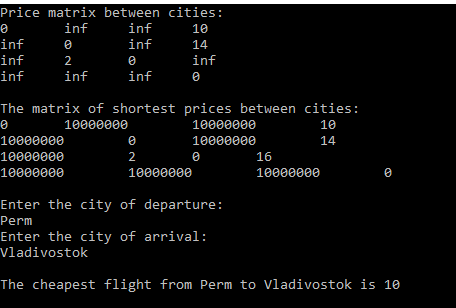 Price matrix between cities:
0 inf inf 10
inf 0 inf 14
inf 2 0 inf
inf inf inf 0
The matrix of shortest prices between cities:
0 10000000 10000000 10
10000000 0 10000000 14
10000000 2 0 16
10000000 10000000 10000000 0
Enter the city of departure:
Perm
Enter the city of arrival:
Vladivostok
The cheapest flight from Perm to Vladivostok is 10